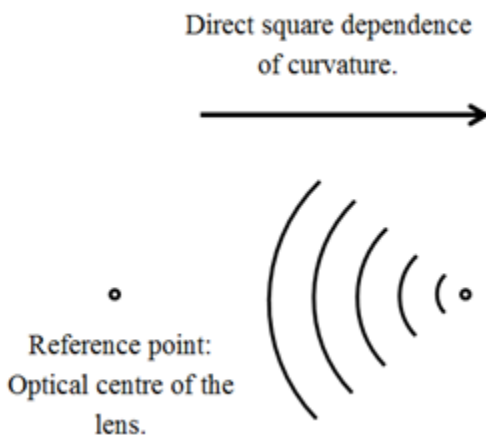 Direct square dependence
of curvature.
Reference point:
Optical centre of the
lens.